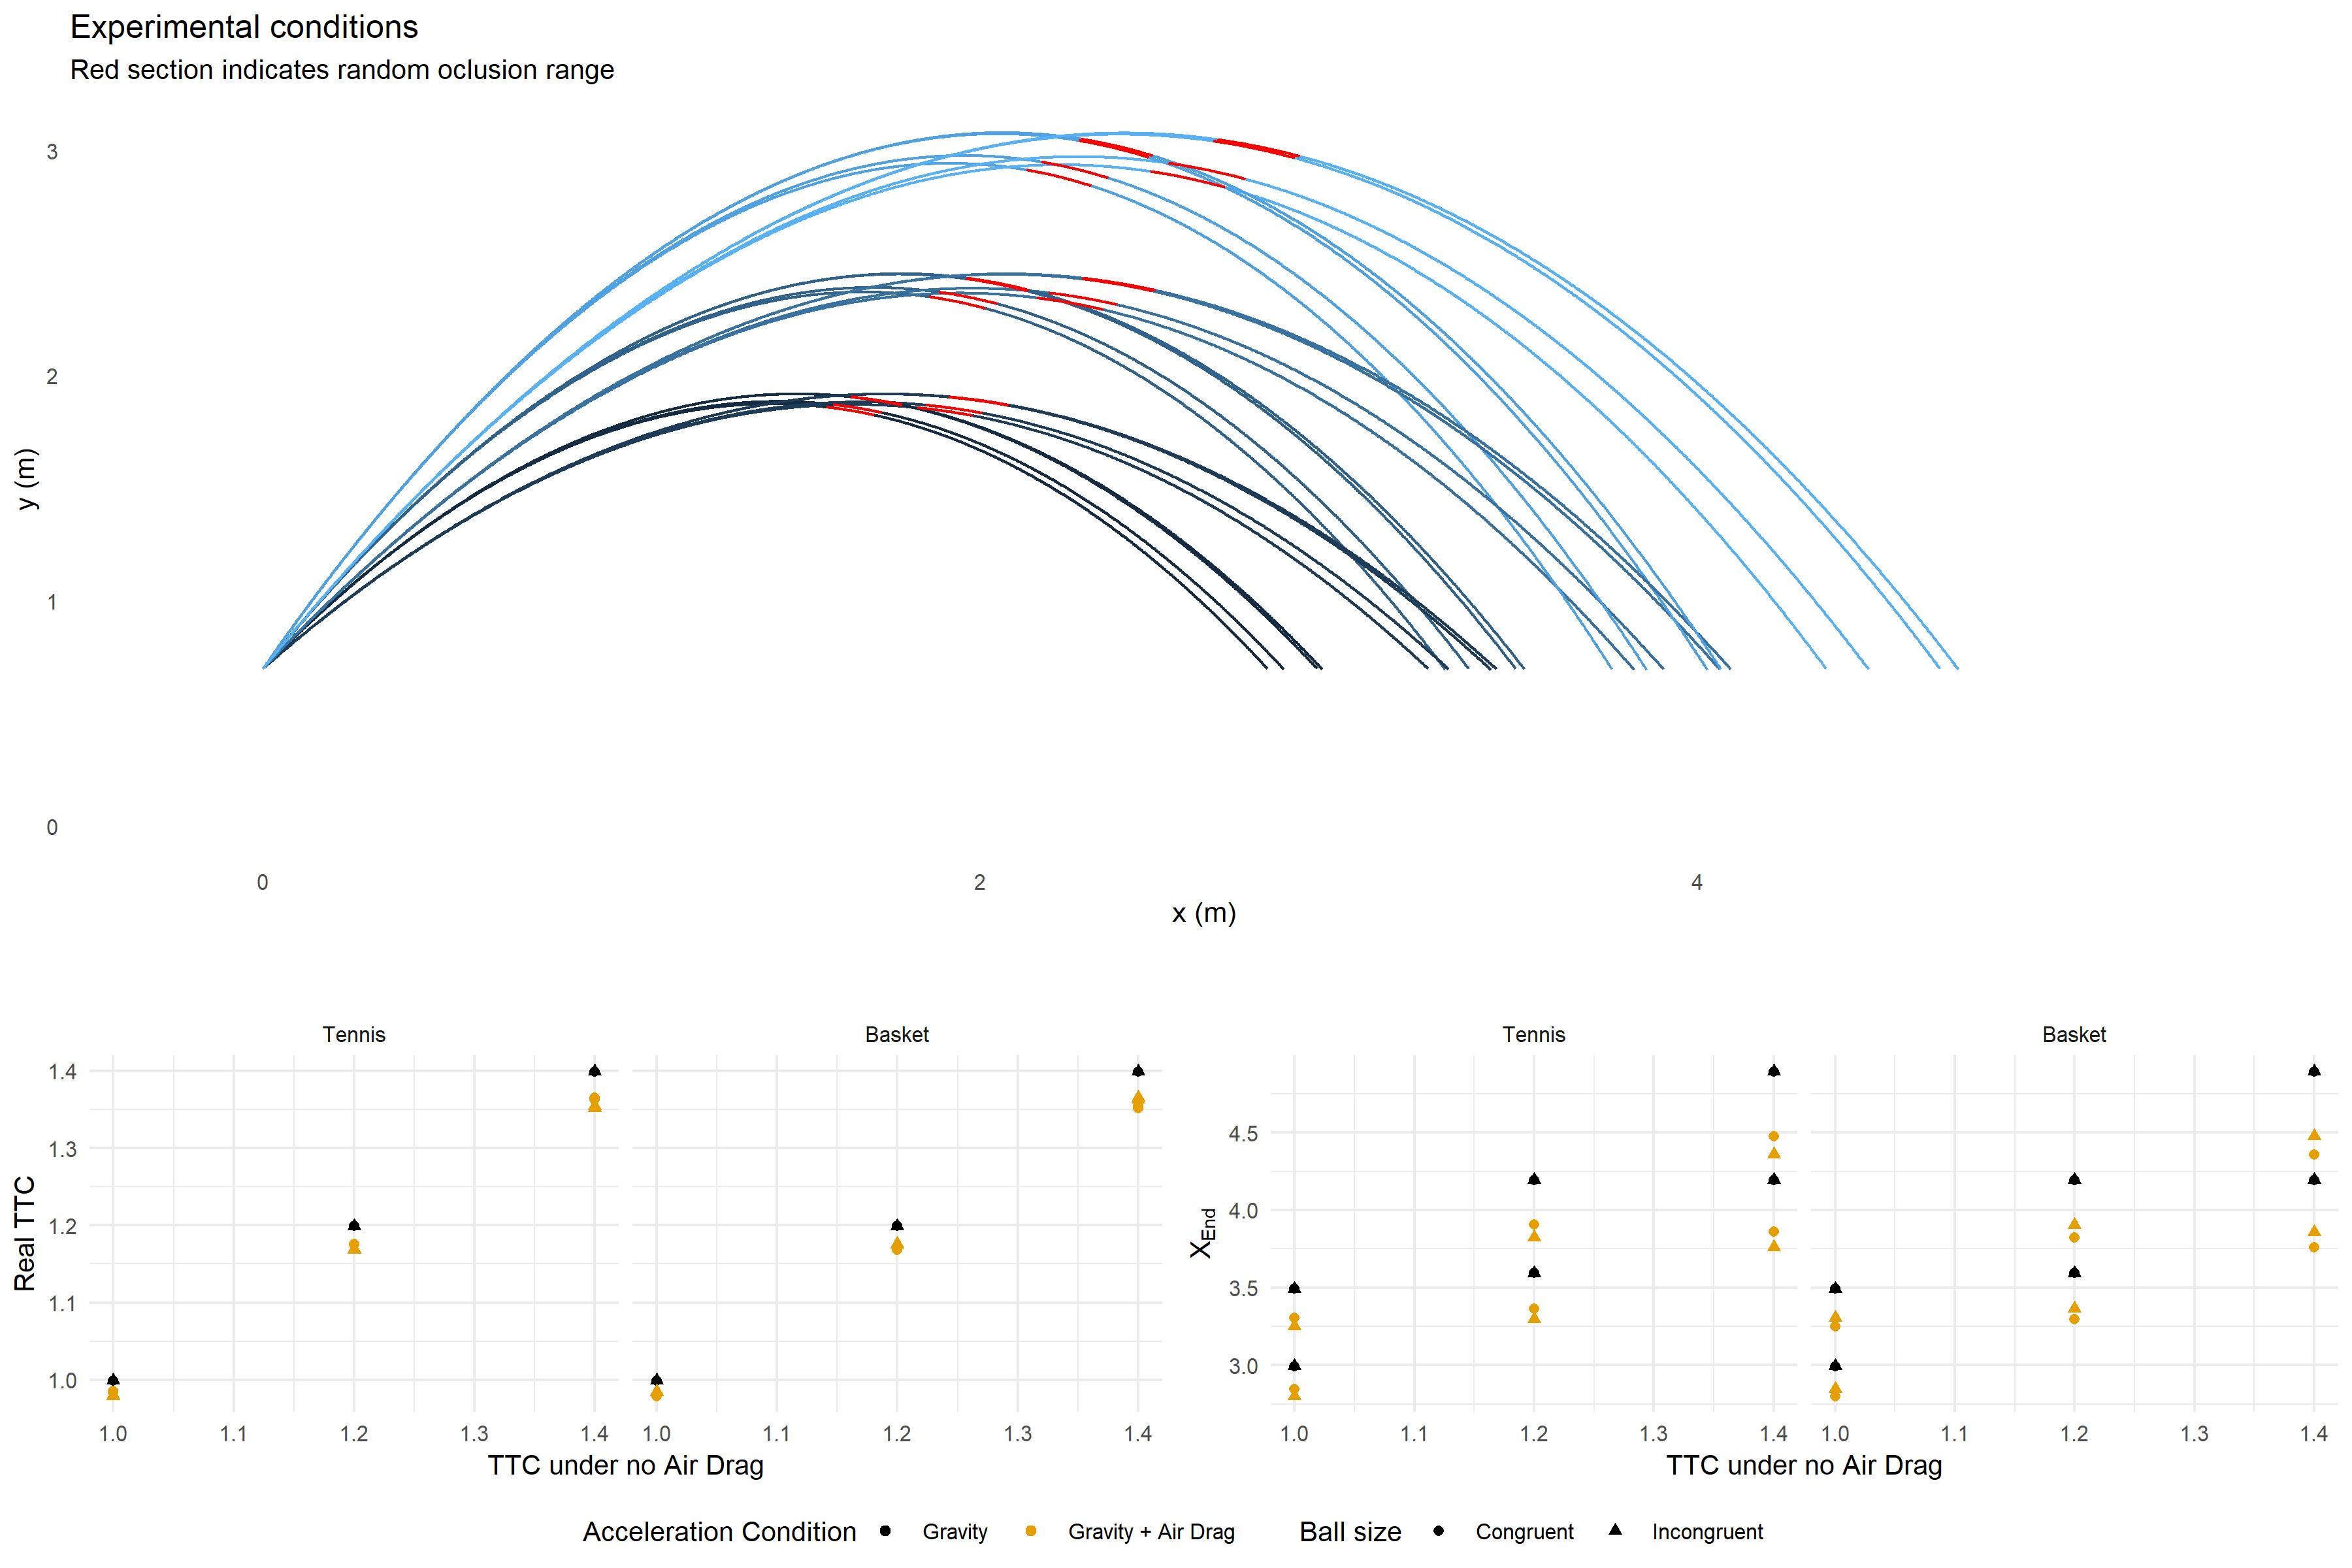 Experimental conditions
Red section indicates random oclusion range
3
2
1
0
y (m)
0 2 4
x (m)
Tennis Basket
1.4
1.3
1.2
1.1
1.0
Real TTC
1.0 1.1 1.2 1.3 1.4 1.0 1.1 1.2 1.3 1.4
TTC under no Air Drag
Tennis Basket
4.5
4.0
3.5
3.0
XEnd
1.0 1.1 1.2 1.3 1.4 1.0 1.1 1.2 1.3 1.4
TTC under no Air Drag
Acceleration Condition Gravity Gravity + Air Drag Ball size Congruent Incongruent